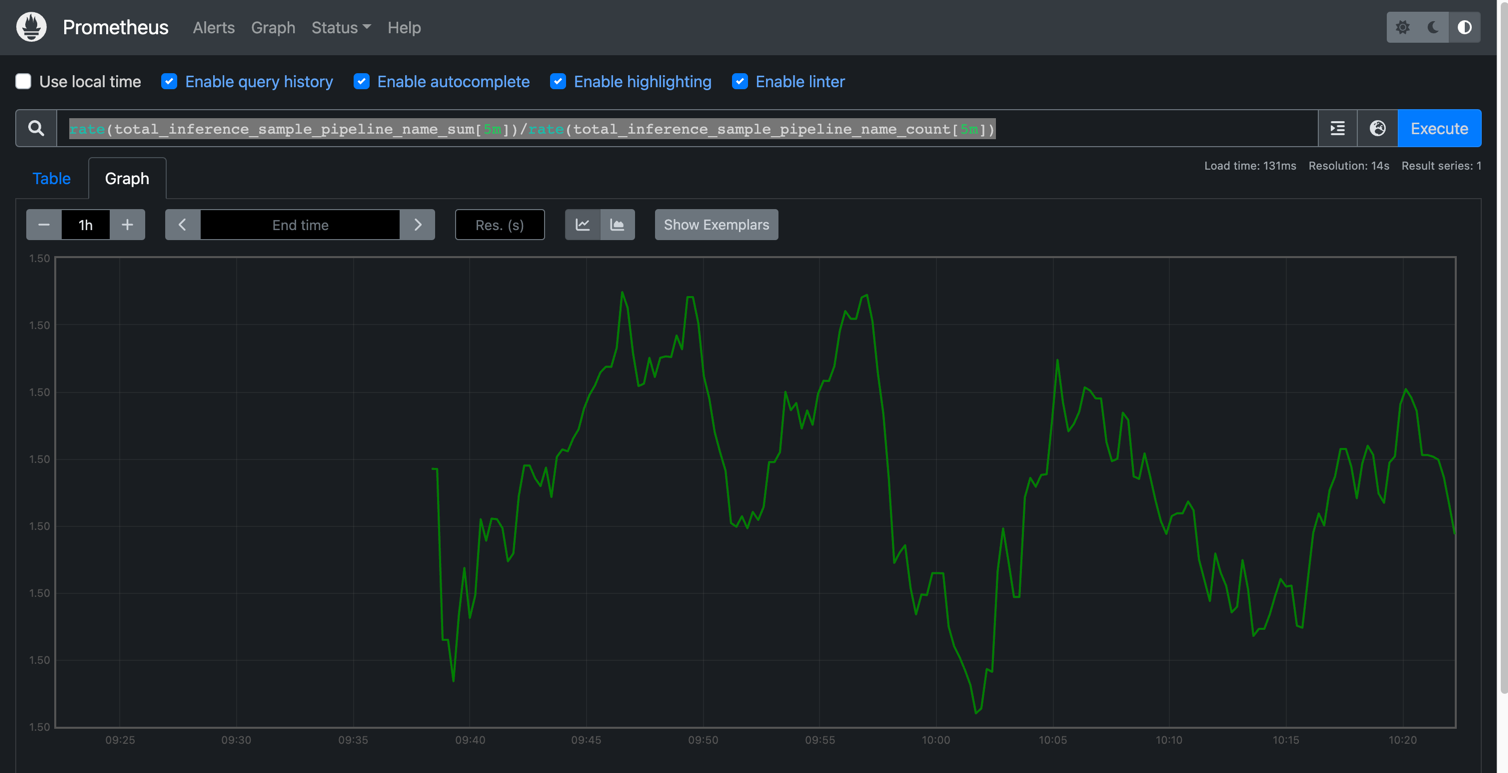 Prometheus Alerts Graph Status Help
Use local time Enable query history Enable autocomplete Enable highlighting Enable linter
rate(total_inference_sample_pipeline_name_sum[5m])/rate(total_inference_sample_pipeline_name_count[5m]) Execute
Load time: 131ms Resolution: 14s Result series: 1
Table Graph
1h End time Res. (s) Show Exemplars
1.50
1.50
1.50
1.50
1.50
1.50
1.50
1.50
09:25 09:30 09:35 09:40 09:45 09:50 09:55 10:00 10:05 10:10 10:15 10:20